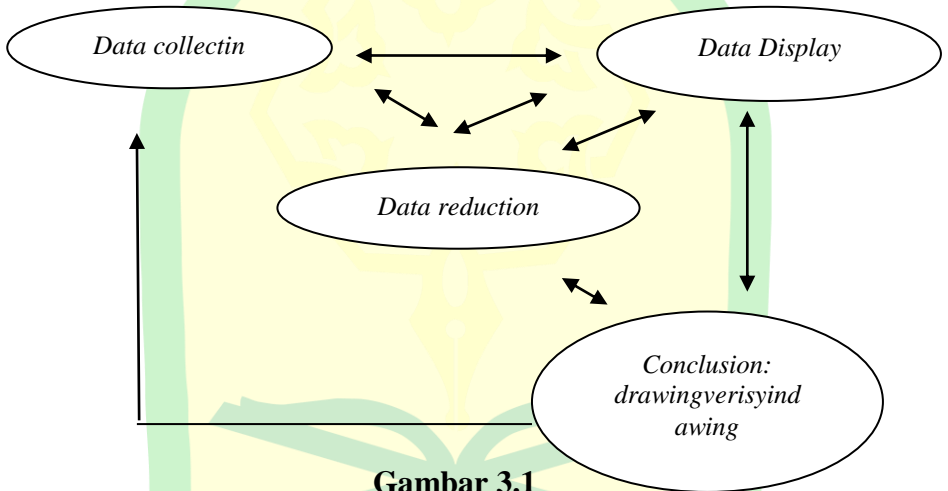 Data collectin
Data Display
Data reduction
Conclusion:
drawingverisyind
awing
Gambar 3.1